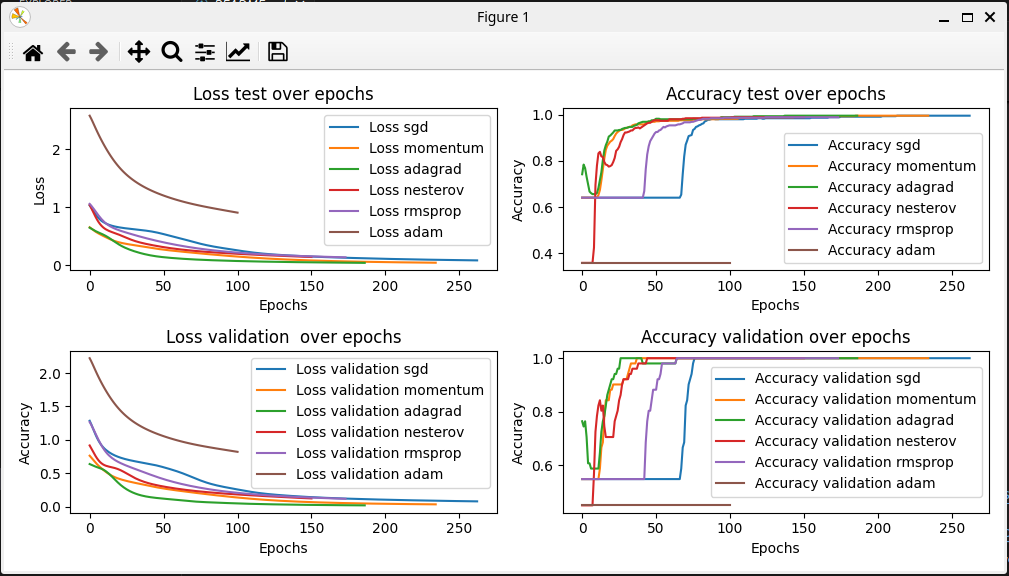 Figure 1
Loss test over epochs
Loss
2
1
0
Loss sgd
Loss momentum
Loss adagrad
Loss nesterov
Loss rmsprop
Loss adam
0 50 100 150 200 250
Epochs
Accuracy test over epochs
Accuracy
1.0
0.8
0.6
0.4
Accuracy sgd
Accuracy momentum
Accuracy adagrad
Accuracy nesterov
Accuracy rmsprop
Accuracy adam
0 50 100 150 200 250
Epochs
Loss validation  over epochs
Accuracy
2.0
1.5
1.0
0.5
0.0
Loss validation sgd
Loss validation momentum
Loss validation adagrad
Loss validation nesterov
Loss validation rmsprop
Loss validation adam
0 50 100 150 200 250
Epochs
Accuracy validation over epochs
Accuracy
1.0
0.8
0.6
Accuracy validation sgd
Accuracy validation momentum
Accuracy validation adagrad
Accuracy validation nesterov
Accuracy validation rmsprop
Accuracy validation adam
0 50 100 150 200 250
Epochs